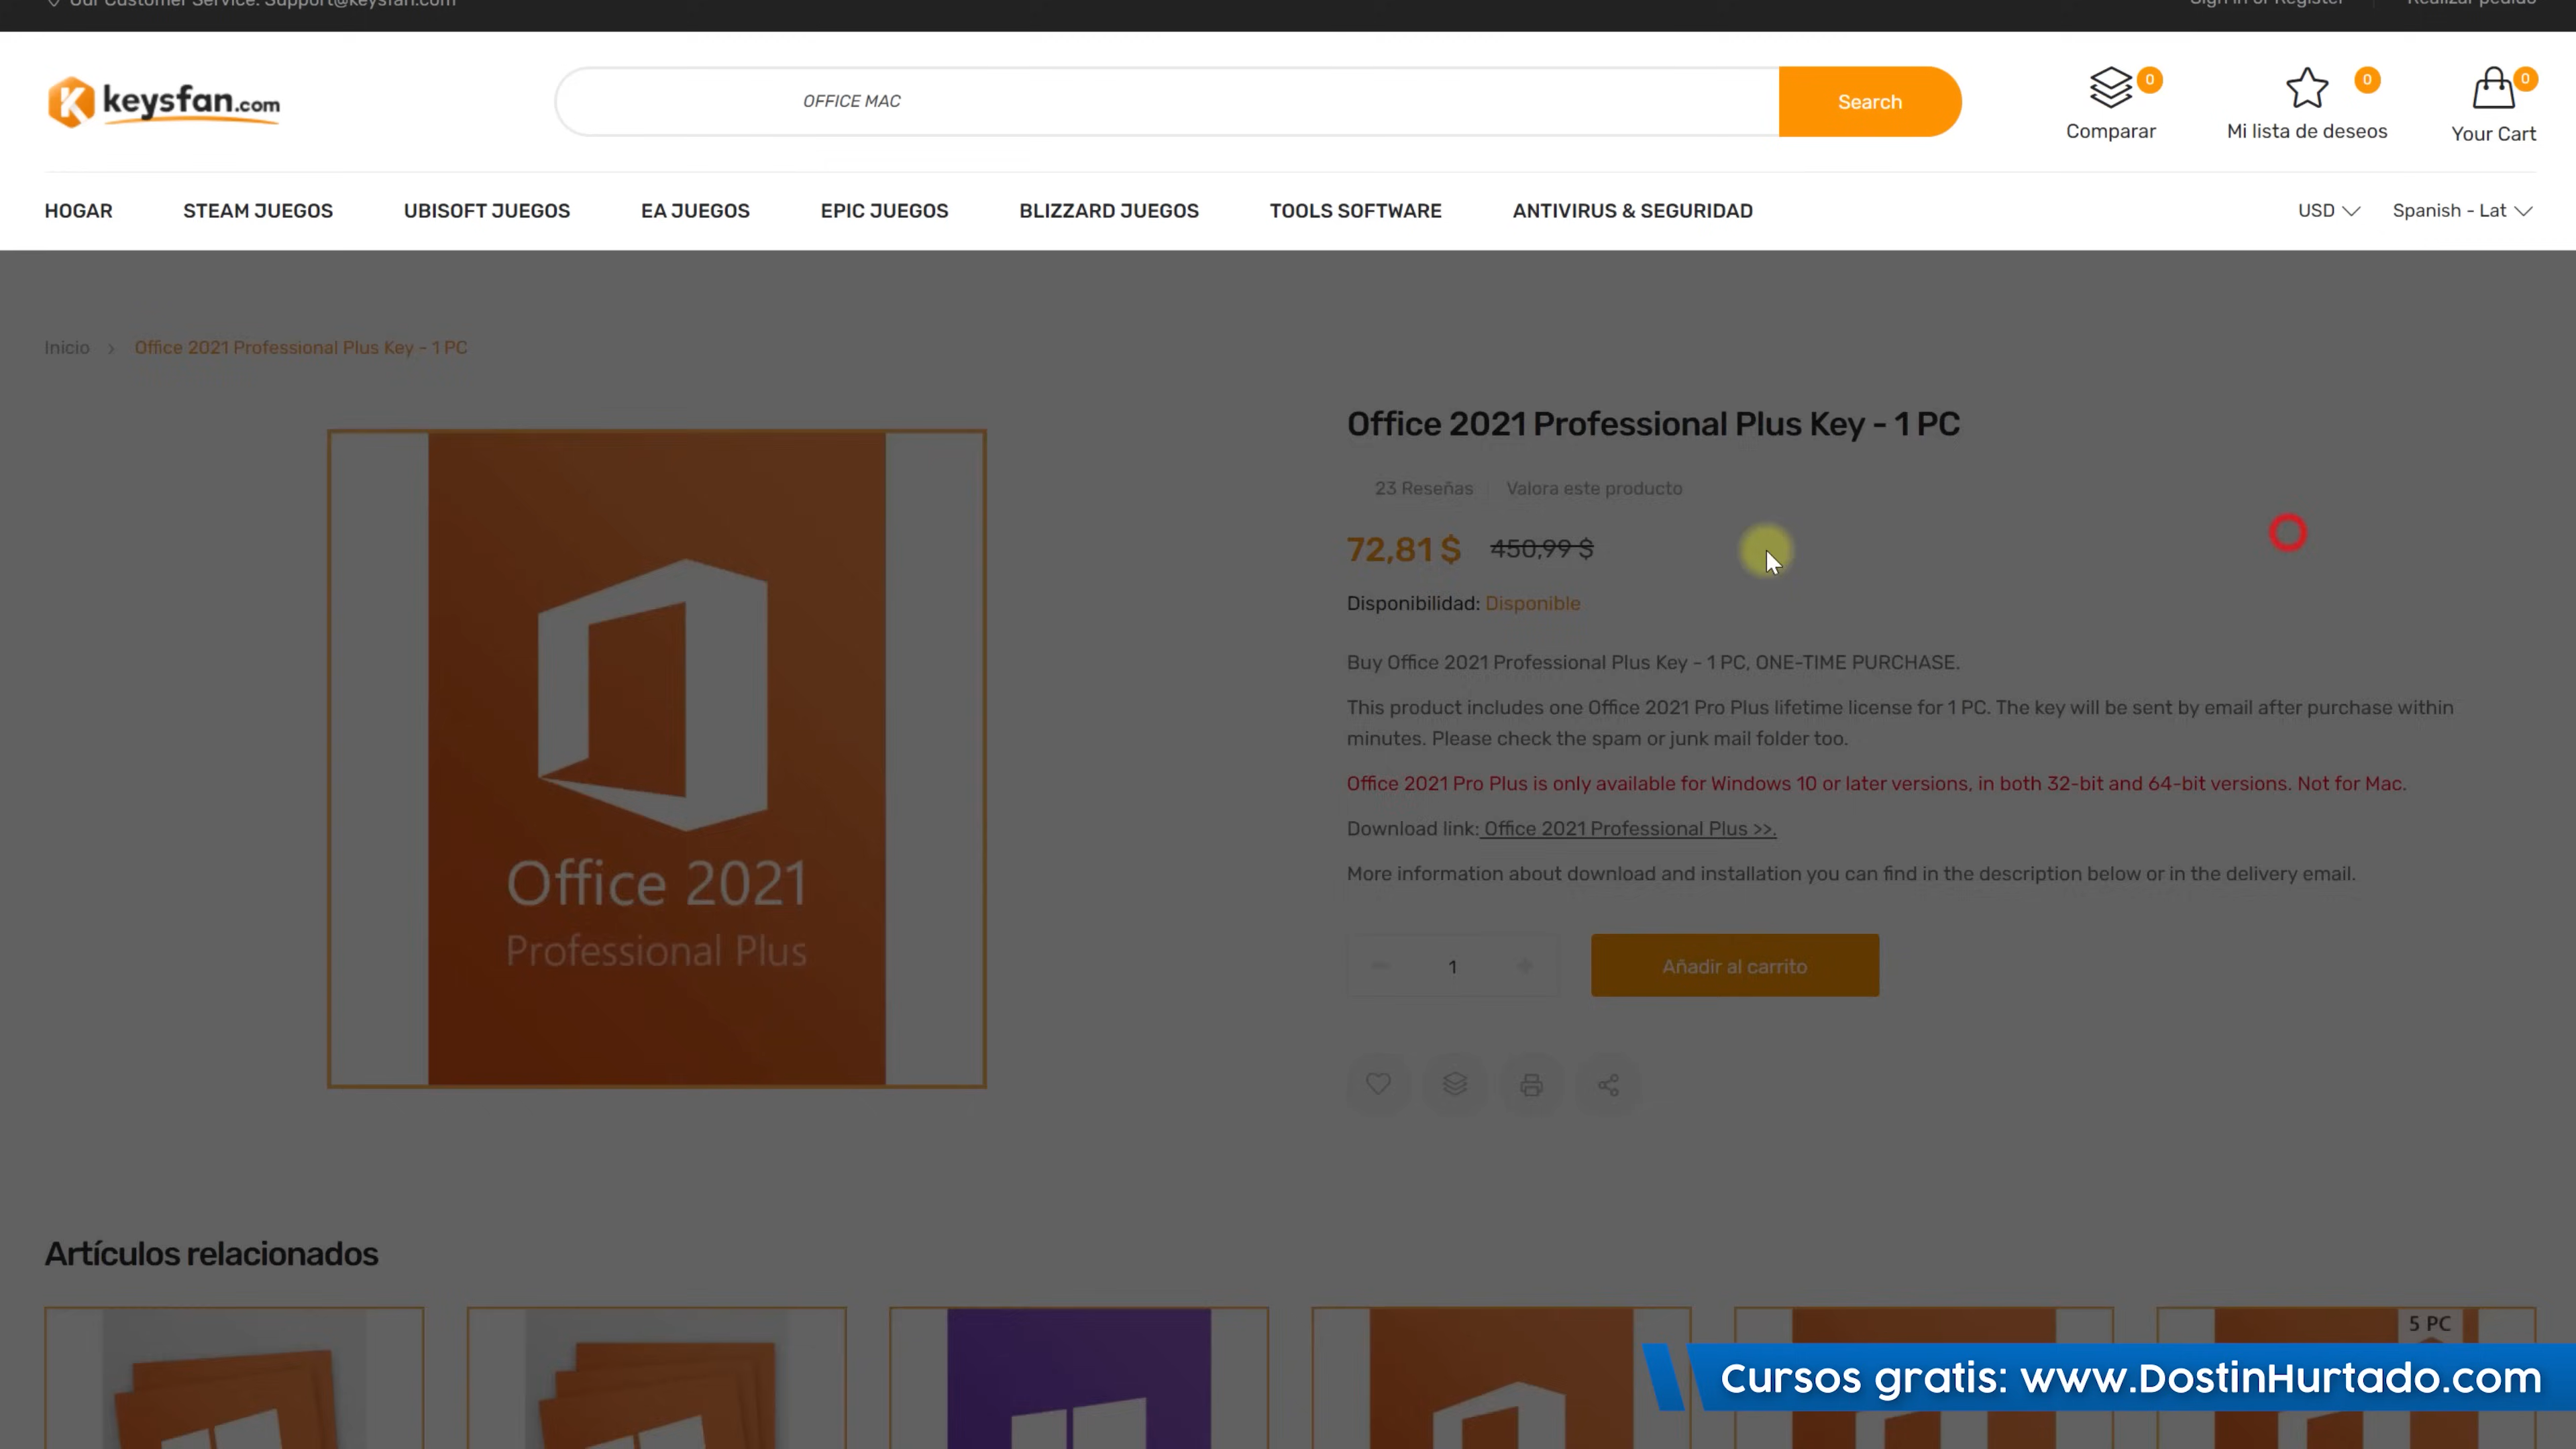 Our Customer Service: Support@keysfan.com
Sign in or Register
Realizar pedido
keysfan.com
OFFICE MAC
Search
0
Comparar
0
Mi lista de deseos
0
Your Cart
HOGAR
STEAM JUEGOS
UBISOFT JUEGOS
EA JUEGOS
EPIC JUEGOS
BLIZZARD JUEGOS
TOOLS SOFTWARE
ANTIVIRUS & SEGURIDAD
USD
Spanish - Lat
Inicio > Office 2021 Professional Plus Key - 1 PC
Office 2021
Professional Plus
Office 2021 Professional Plus Key - 1 PC
23 Reseñas
Valora este producto
72,81 $ 450,99 $
Disponibilidad: Disponible
Buy Office 2021 Professional Plus Key - 1 PC, ONE-TIME PURCHASE.
This product includes one Office 2021 Pro Plus lifetime license for 1 PC. The key will be sent by email after purchase within
minutes. Please check the spam or junk mail folder too.
Office 2021 Pro Plus is only available for Windows 10 or later versions, in both 32-bit and 64-bit versions. Not for Mac.
Download link: Office 2021 Professional Plus >>.
More information about download and installation you can find in the description below or in the delivery email.
1
Añadir al carrito
Artículos relacionados
5 PC
Cursos gratis: www.DostinHurtado.com